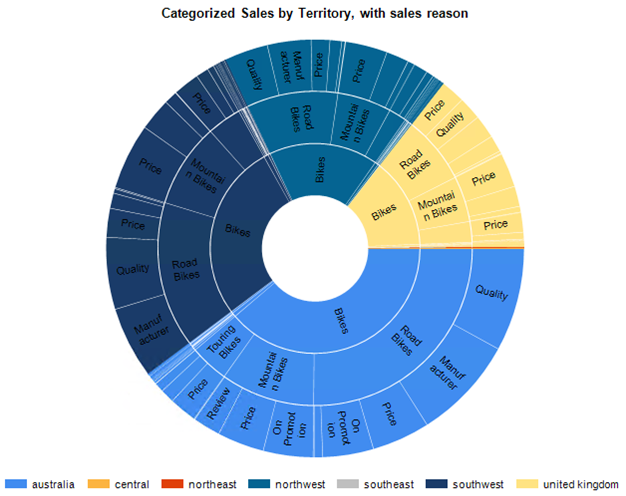 Categorized Sales by Territory, with sales reason
Quality
Manuf
acturer
Price
Price
Road
Bikes
Mountai
n Bikes
Bikes
Price
Quality
Price
Price
Road
Bikes
Mountai
n Bikes
Bikes
Price
Price
Price
Quality
Manuf
acturer
Mountai
n Bikes
Road
Bikes
Bikes
Bikes
Road
Bikes
Mountai
n Bikes
Touring
Bikes
Quality
Manuf
acturer
Price
On
Promot
ion
On
Promot
ion
Price
Review
Price
australia
central
northeast
northwest
southeast
southwest
united kingdom